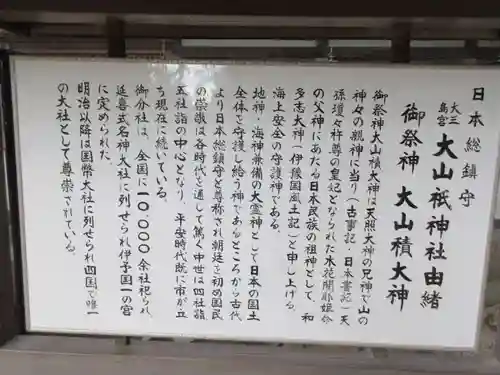 日本総鎮守
大三島宮
大山祇神社由緒
御祭神 大山積大神
御祭神大山積大神は天照大神の兄神で山の
神々の親神に当り(古事記・日本書記)天
孫瓊々杵尊の皇妃となられた木花開耶姫命
の父神にあたる日本民族の祖神として、和
多志大神(伊豫国風土記)と申し上げる。
海上安全の守護神である。
地神・海神兼備の大霊神として日本の国土
全体を守護し給う神であるところから古代
より日本総鎮守と尊称され朝廷を初め国民
の崇敬は各時代を通して篤く中世は四社詣
五社詣の中心となり、平安時代既に市が立
ち現在に続いている。
御分社は、全国に一〇,〇〇〇余社祀られ
延喜式名神大社に列せられ伊予国一の宮
に定められた。
明治以降は国幣大社に列せられ四国で唯一
の大社として尊崇されている。